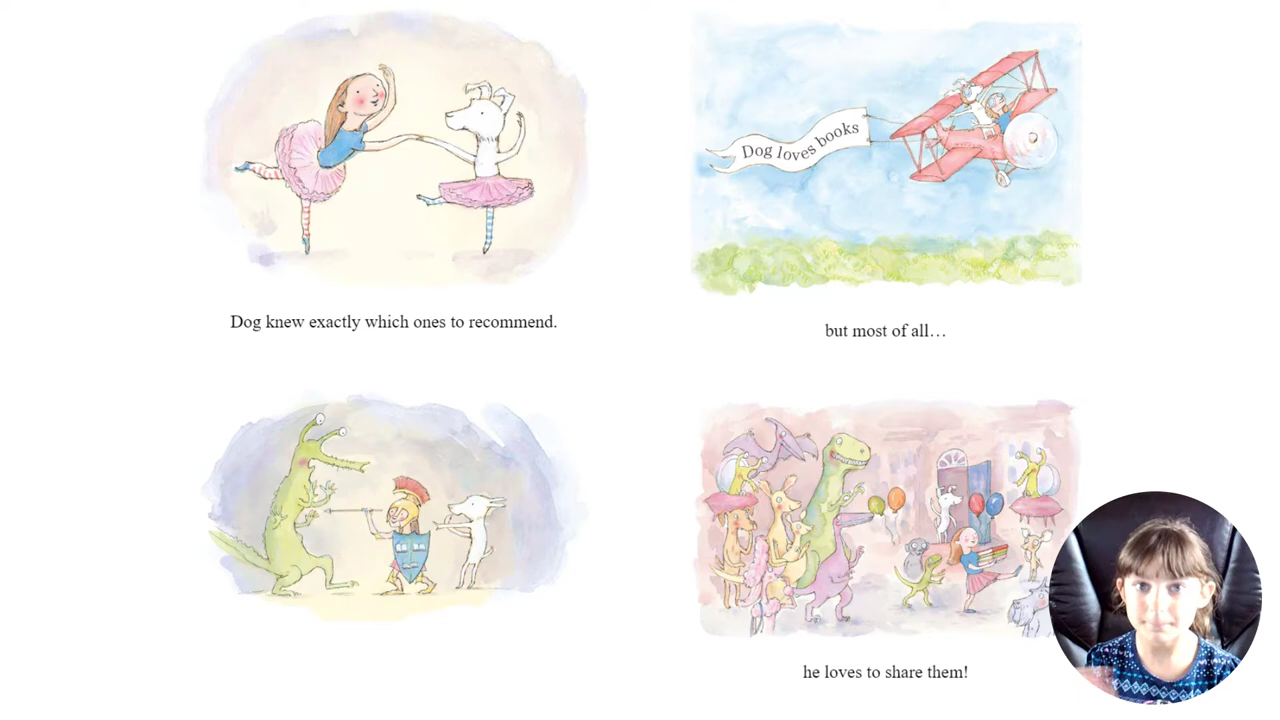 Dog knew exactly which ones to recommend.
Dog loves books
but most of all…
he loves to share them!